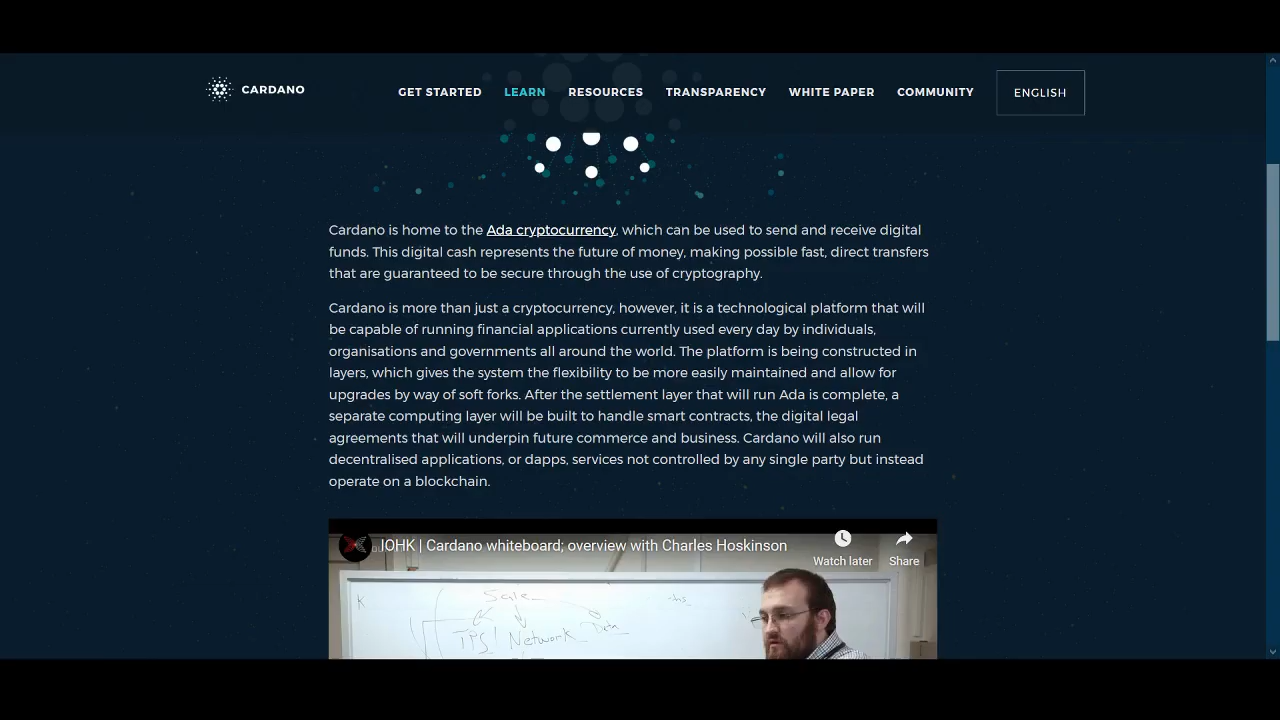 CARDANO
GET STARTED LEARN RESOURCES TRANSPARENCY WHITE PAPER COMMUNITY ENGLISH
Cardano is home to the Ada cryptocurrency, which can be used to send and receive digital
funds. This digital cash represents the future of money, making possible fast, direct transfers
that are guaranteed to be secure through the use of cryptography.
Cardano is more than just a cryptocurrency, however, it is a technological platform that will
be capable of running financial applications currently used every day by individuals,
organisations and governments all around the world. The platform is being constructed in
layers, which gives the system the flexibility to be more easily maintained and allow for
upgrades by way of soft forks. After the settlement layer that will run Ada is complete, a
separate computing layer will be built to handle smart contracts, the digital legal
agreements that will underpin future commerce and business. Cardano will also run
decentralised applications, or dapps, services not controlled by any single party but instead
operate on a blockchain.
IOHK | Cardano whiteboard; overview with Charles Hoskinson
Watch later Share
Scale
TPS Network Data